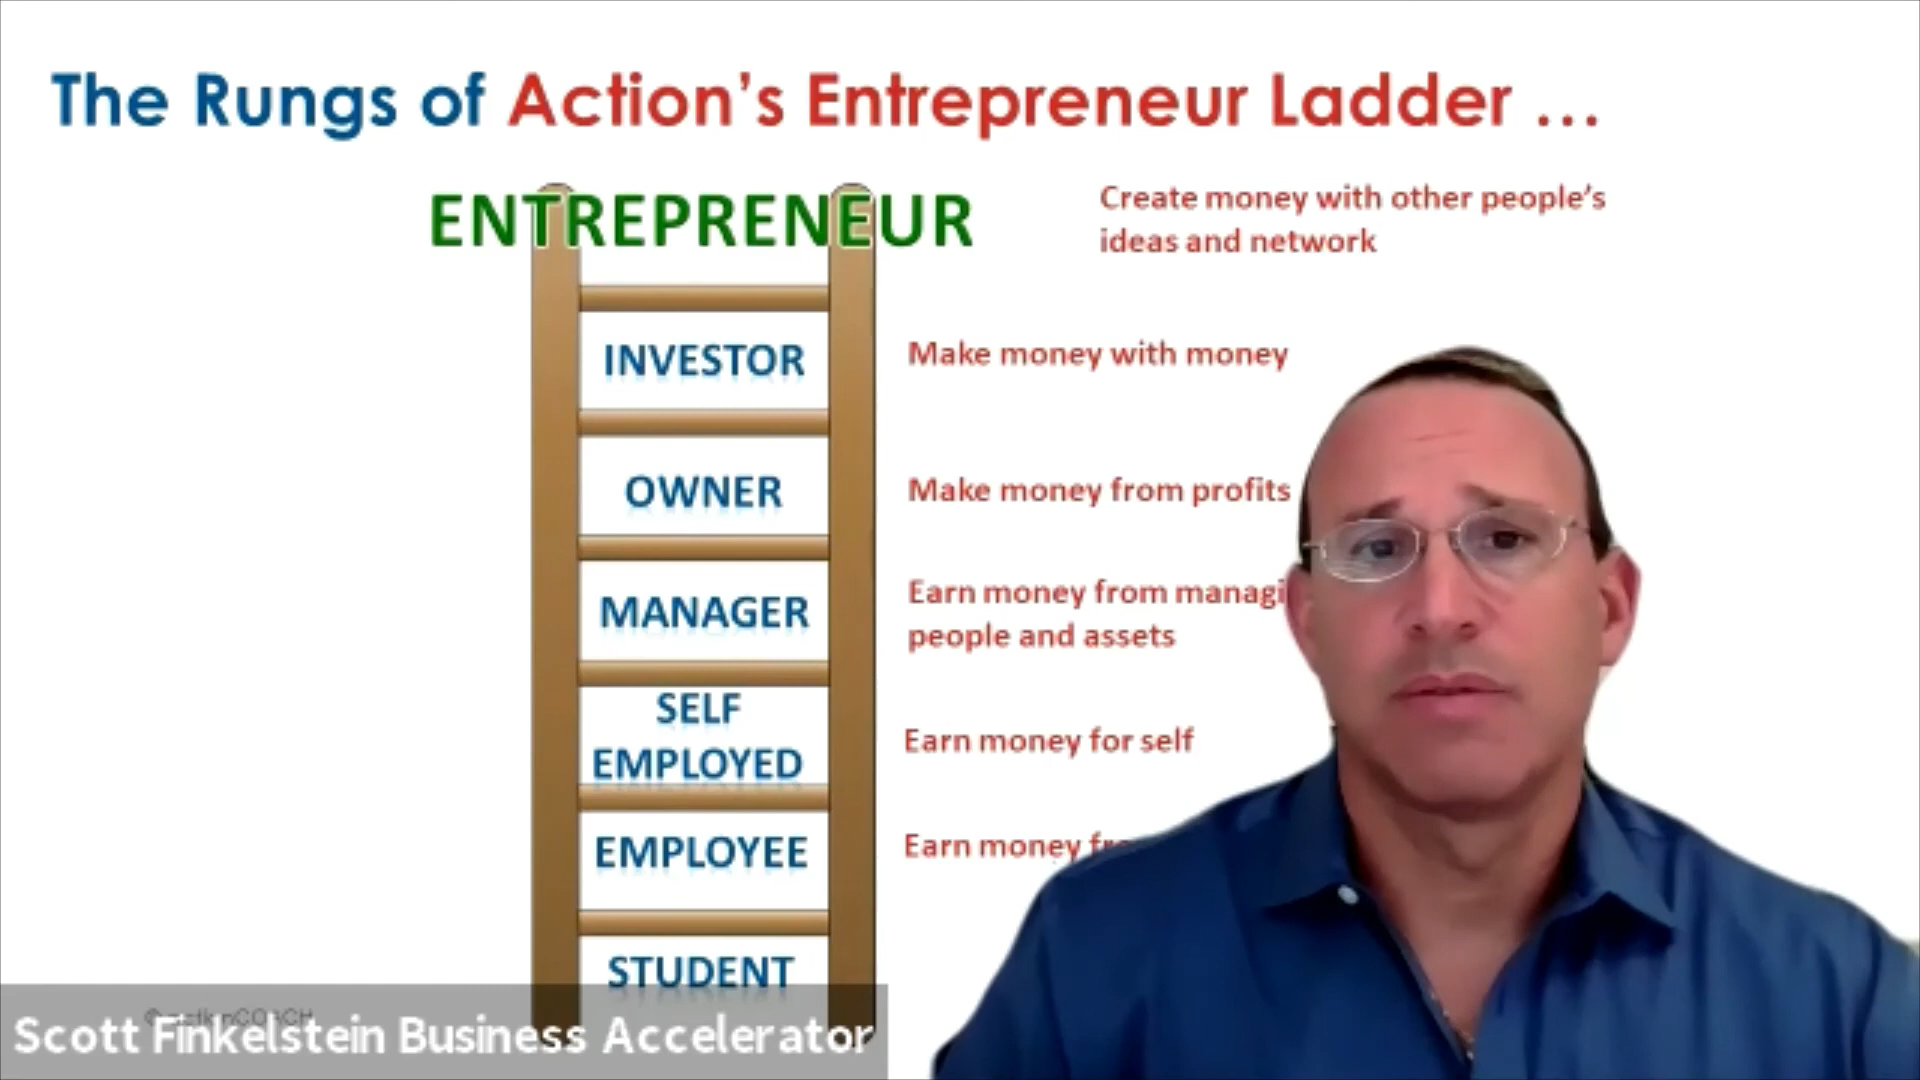 The Rungs of Action's Entrepreneur Ladder ...
ENTREPRENEUR
Create money with other people's
ideas and network
INVESTOR
Make money with money
OWNER
Make money from profits
MANAGER
Earn money from managi
people and assets
SELF
EMPLOYED
Earn money for self
EMPLOYEE
Earn money
STUDENT
Scott Finkelstein Business Accelerator